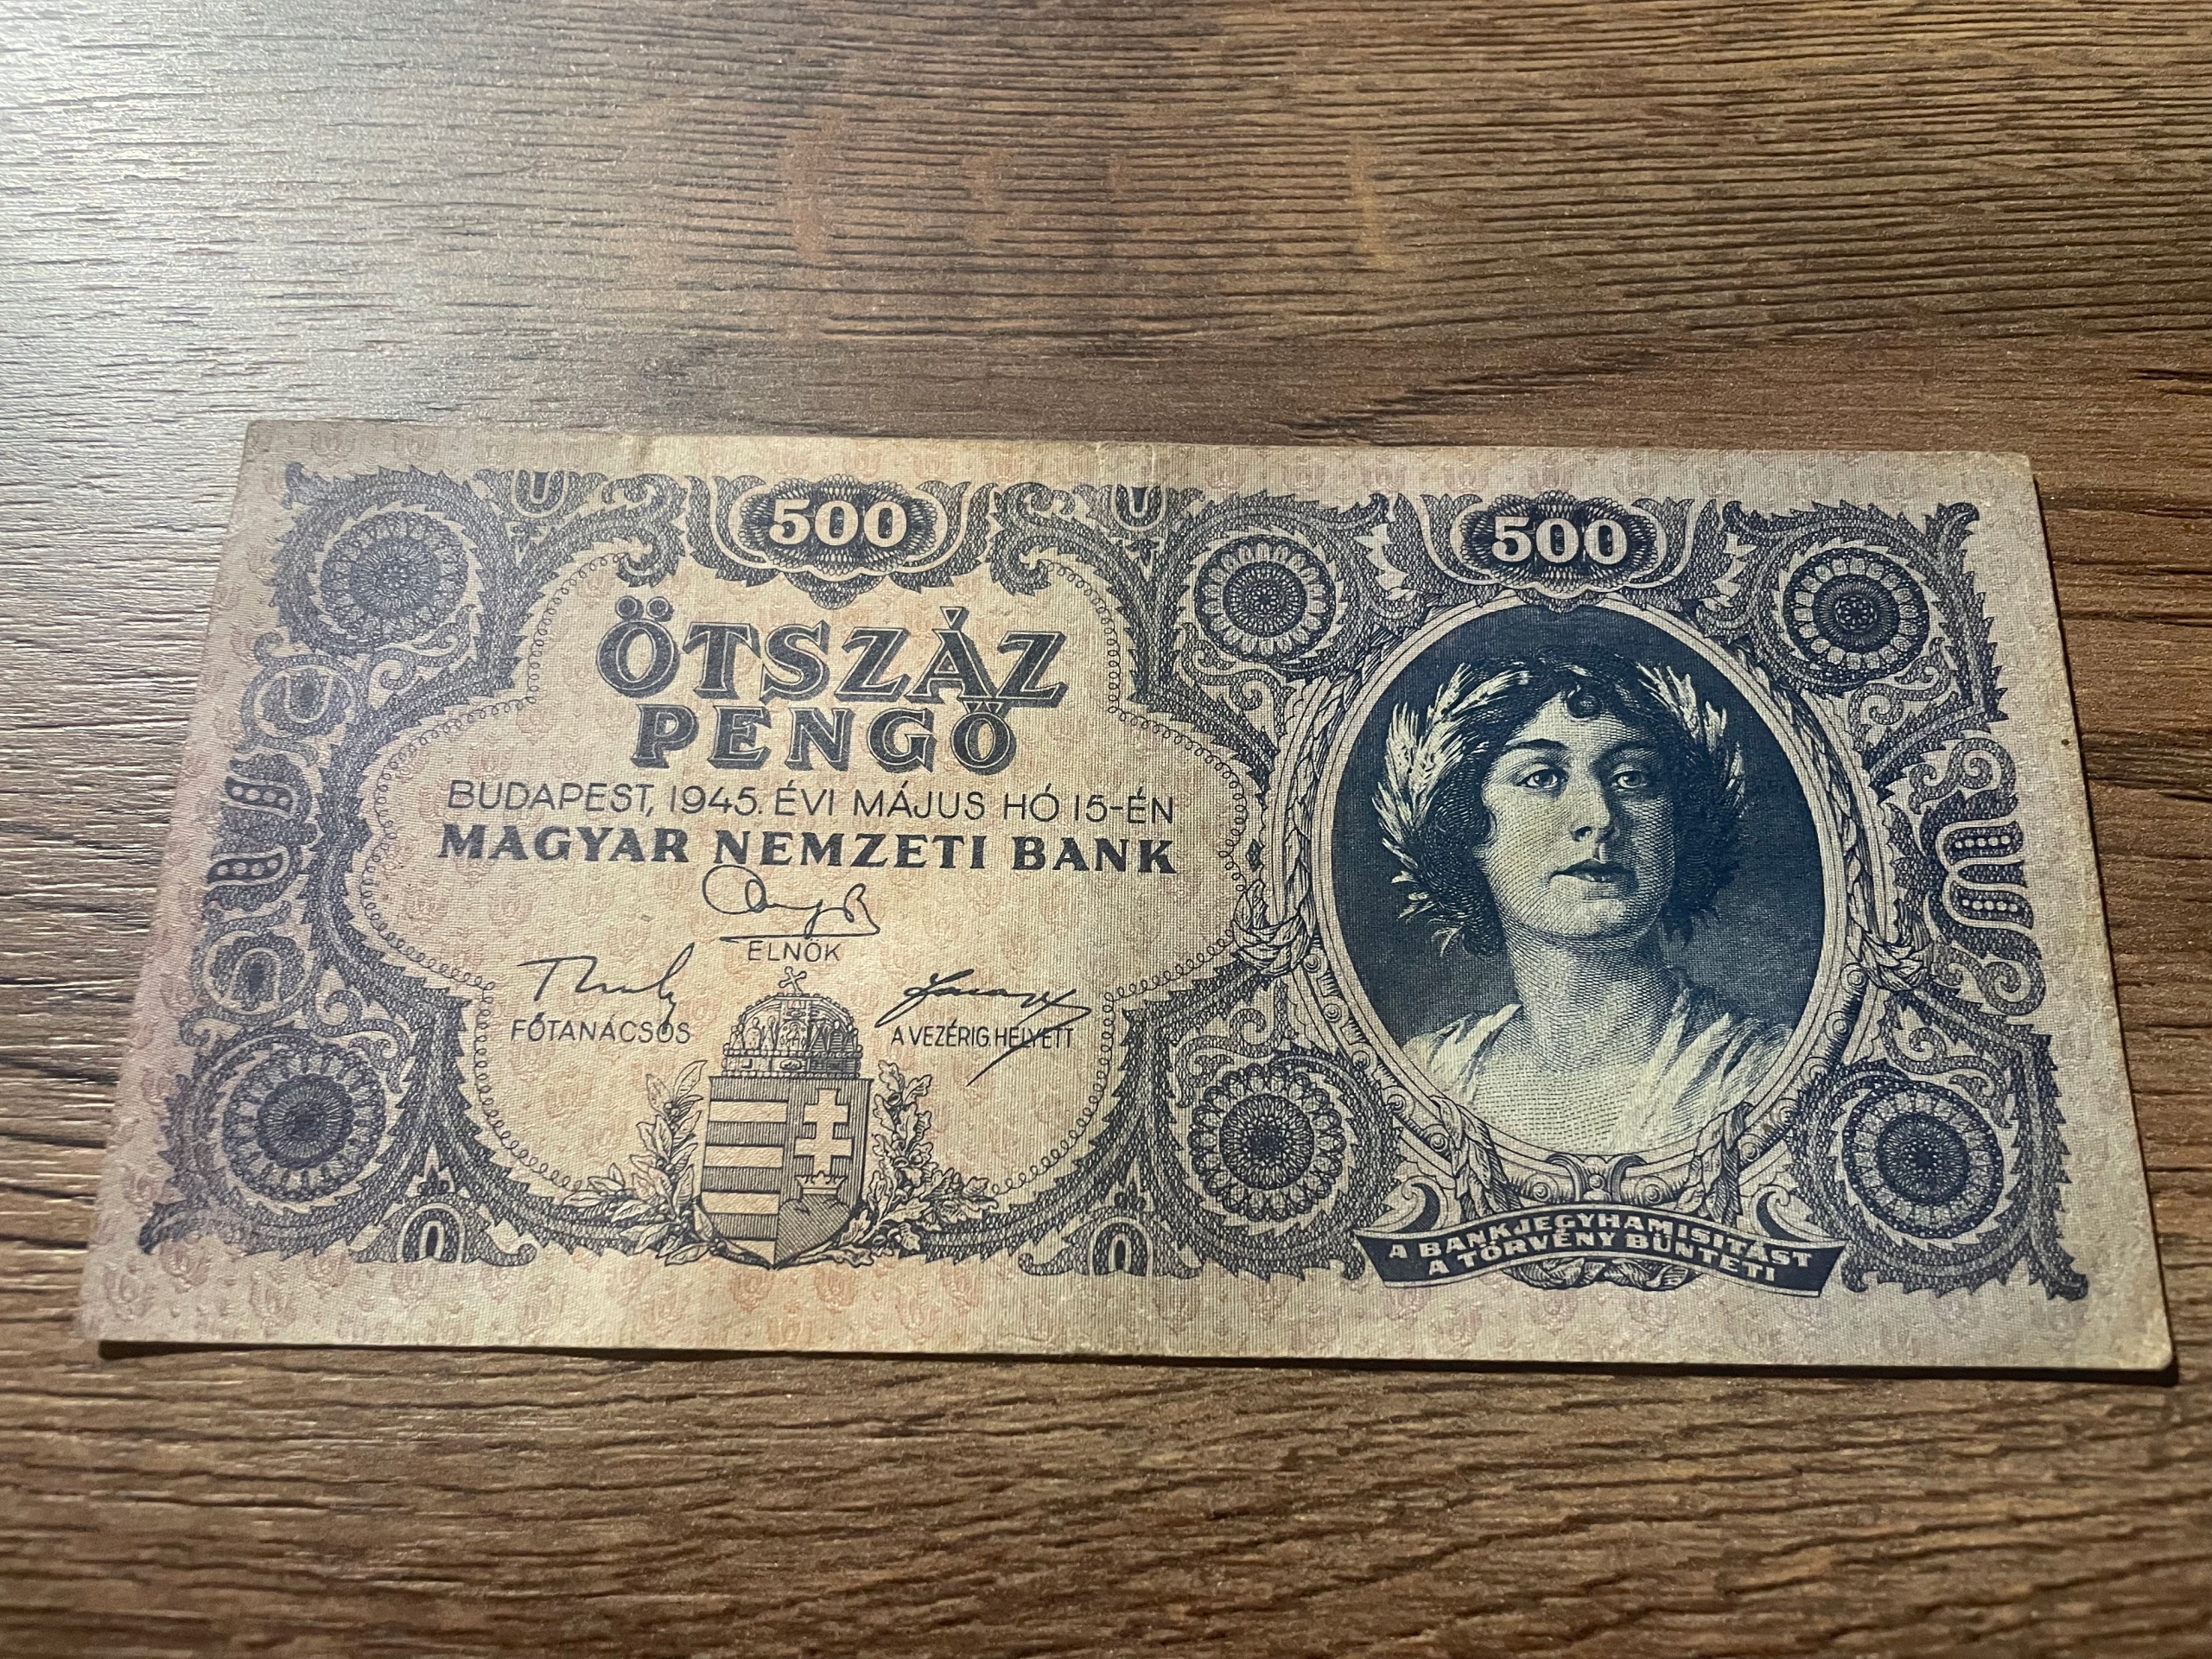 500
500
ÖTSZÁZ
PENGŐ
BUDAPEST, 1945. ÉVI MÁJUS HÓ 15-ÉN
MAGYAR NEMZETI BANK
ELNÖK
FŐTANÁCSOS
A VEZÉRIG. HELYETT
A BANKJEGYHAMISITÁST
A TÖRVÉNY BÜNTETI